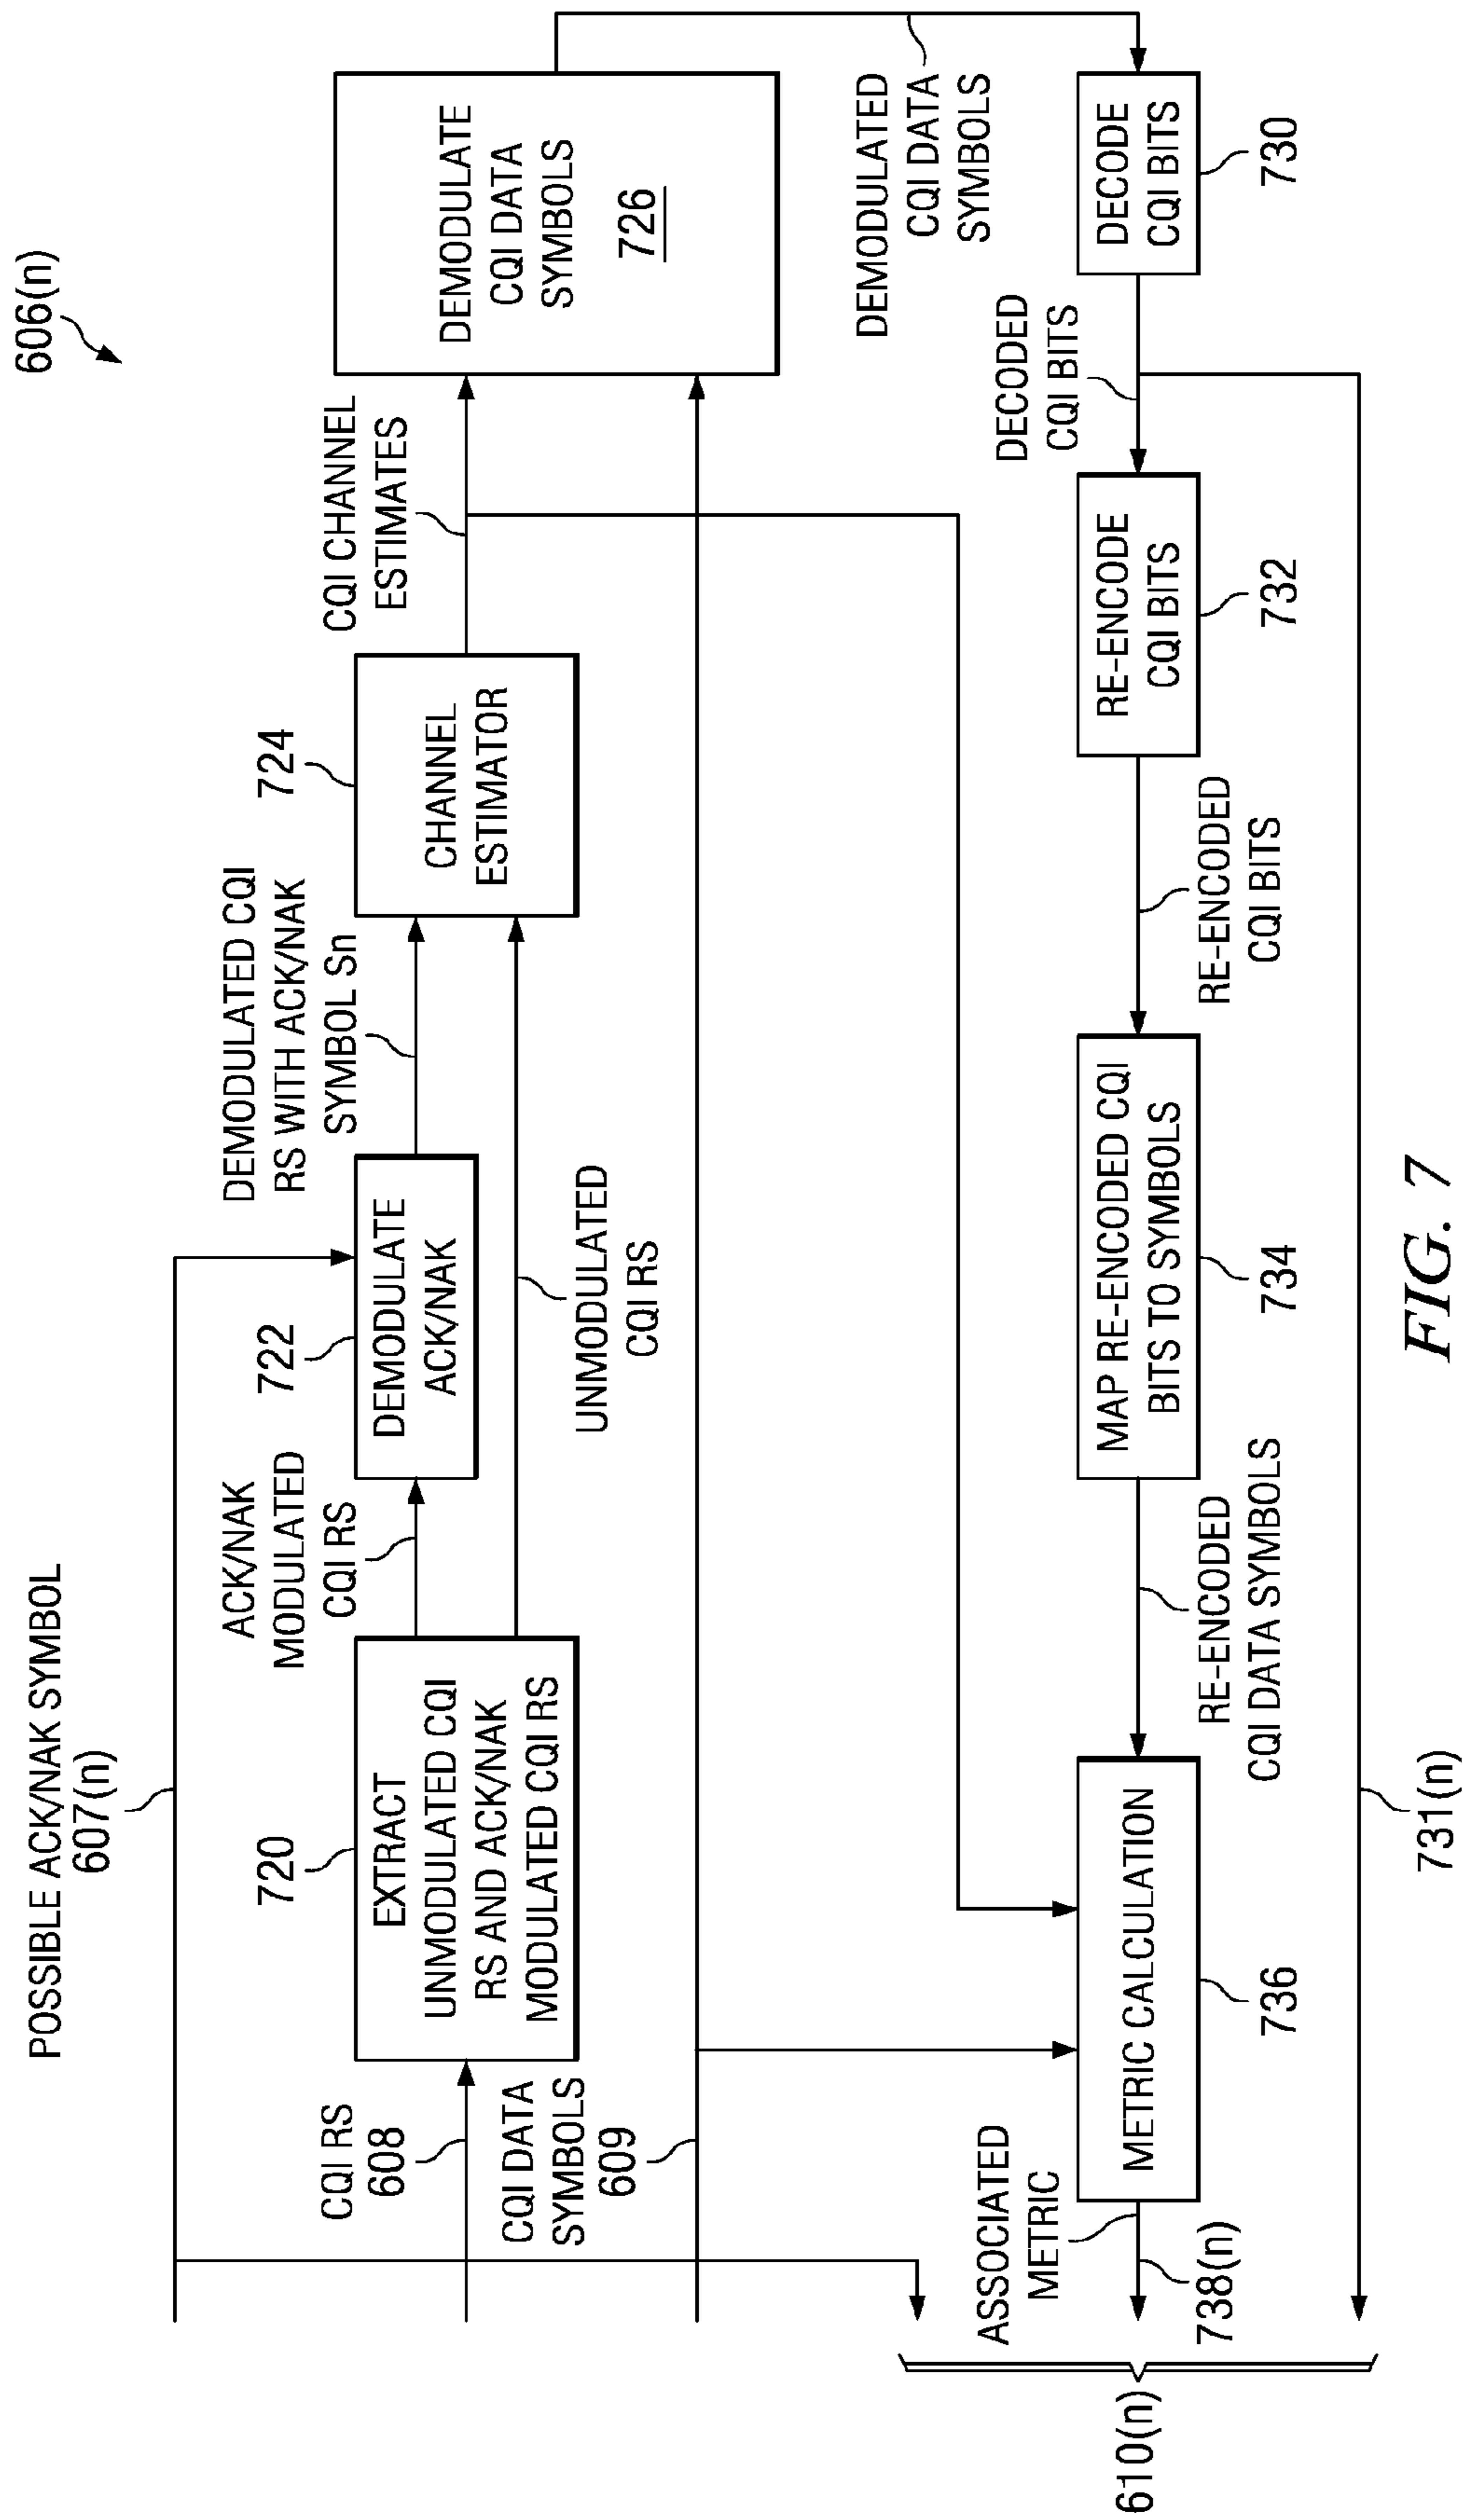 606(n)
POSSIBLE ACK/NAK SYMBOL
607(n)
CQI RS
608
CQI DATA
SYMBOLS
609
720
EXTRACT
UNMODULATED CQI
RS AND ACK/NAK
MODULATED CQI RS
ACK/NAK
MODULATED
CQI RS
722
DEMODULATE
ACK/NAK
UNMODULATED
CQI RS
DEMODULATED CQI
RS WITH ACK/NAK
SYMBOL Sn
724
CHANNEL
ESTIMATOR
CQI CHANNEL
ESTIMATES
DEMODULATE
CQI DATA
SYMBOLS
726
DEMODULATED
CQI DATA
SYMBOLS
DECODE
CQI BITS
730
DECODED
CQI BITS
RE-ENCODE
CQI BITS
732
RE-ENCODED
CQI BITS
MAP RE-ENCODED CQI
BITS TO SYMBOLS
734
RE-ENCODED
CQI DATA SYMBOLS
METRIC CALCULATION
736
ASSOCIATED
METRIC
738(n)
731(n)
610(n)
FIG. 7